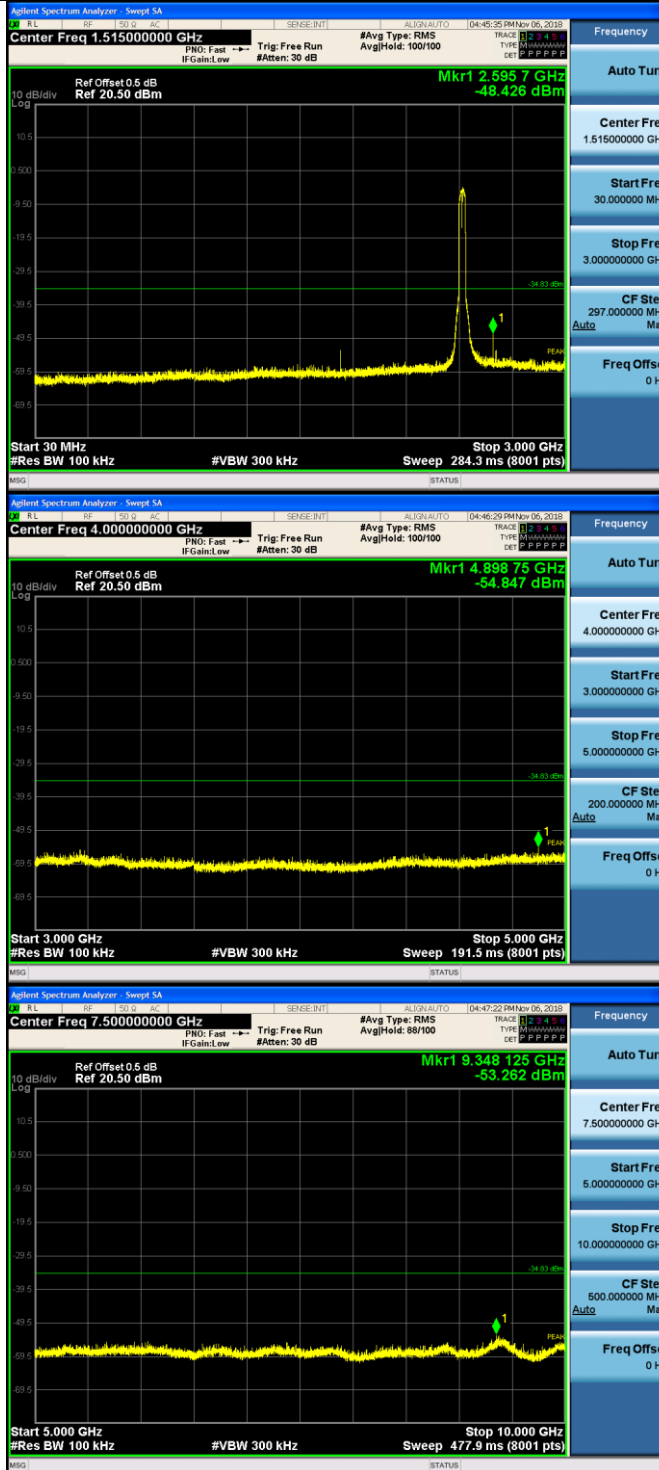 Agilent Spectrum Analyzer - Swept SA
RL RF 50 Ω AC SENSE:INT ALIGNAUTO 04:45:35 PM Nov 06, 2018
Center Freq 1.515000000 GHz
PNO: Fast
IFGain:Low
Trig: Free Run
#Atten: 30 dB
#Avg Type: RMS
Avg|Hold: 100/100
TRACE 1 2 3 4 5 6
TYPE M
DET P P P P P P
Ref Offset 0.5 dB
Ref 20.50 dBm
Mkr1 2.595 7 GHz
-48.426 dBm
10 dB/div
Log
10.5
0.500
-9.50
-19.5
-29.5
-34.83 dBm
-39.5
1
-49.5
PEAK
-59.5
-69.5
Start 30 MHz
Stop 3.000 GHz
#Res BW 100 kHz
#VBW 300 kHz
Sweep 284.3 ms (8001 pts)
MSG
STATUS
Frequency
Auto Tun
Center Fre
1.515000000 GH
Start Fre
30.000000 MH
Stop Fre
3.000000000 GH
CF Ste
297.000000 MH
Auto Ma
Freq Offs
0 H
Agilent Spectrum Analyzer - Swept SA
RL RF 50 Ω AC SENSE:INT ALIGNAUTO 04:46:29 PM Nov 06, 2018
Center Freq 4.000000000 GHz
PNO: Fast
IFGain:Low
Trig: Free Run
#Atten: 30 dB
#Avg Type: RMS
Avg|Hold: 100/100
TRACE 1 2 3 4 5 6
TYPE M
DET P P P P P P
Ref Offset 0.5 dB
Ref 20.50 dBm
Mkr1 4.898 75 GHz
-54.847 dBm
10 dB/div
Log
10.5
0.500
-9.50
-19.5
-29.5
-34.83 dBm
-39.5
-49.5
1
PEAK
-59.5
-69.5
Start 3.000 GHz
Stop 5.000 GHz
#Res BW 100 kHz
#VBW 300 kHz
Sweep 191.5 ms (8001 pts)
MSG
STATUS
Frequency
Auto Tun
Center Fre
4.000000000 GH
Start Fre
3.000000000 GH
Stop Fre
5.000000000 GH
CF Ste
200.000000 MH
Auto Ma
Freq Offs
0 H
Agilent Spectrum Analyzer - Swept SA
RL RF 50 Ω AC SENSE:INT ALIGNAUTO 04:47:22 PM Nov 06, 2018
Center Freq 7.500000000 GHz
PNO: Fast
IFGain:Low
Trig: Free Run
#Atten: 30 dB
#Avg Type: RMS
Avg|Hold: 88/100
TRACE 1 2 3 4 5 6
TYPE M
DET P P P P P P
Ref Offset 0.5 dB
Ref 20.50 dBm
Mkr1 9.348 125 GHz
-53.262 dBm
10 dB/div
Log
10.5
0.500
-9.50
-19.5
-29.5
-34.83 dBm
-39.5
-49.5
1
PEAK
-59.5
-69.5
Start 5.000 GHz
Stop 10.000 GHz
#Res BW 100 kHz
#VBW 300 kHz
Sweep 477.9 ms (8001 pts)
MSG
STATUS
Frequency
Auto Tun
Center Fre
7.500000000 GH
Start Fre
5.000000000 GH
Stop Fre
10.000000000 GH
CF Ste
500.000000 MH
Auto Ma
Freq Offs
0 H